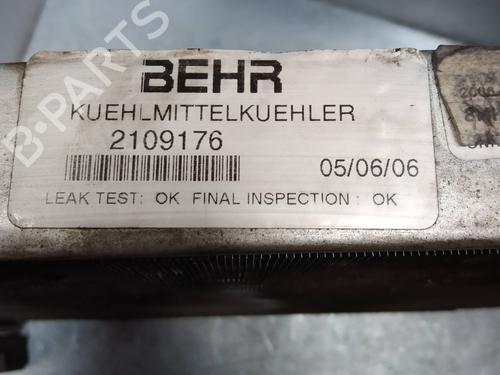 BEHR
KUEHLMITTELKUEHLER
2109176
05/06/06
LEAK TEST: OK FINAL INSPECTION: OK
B-PARTS